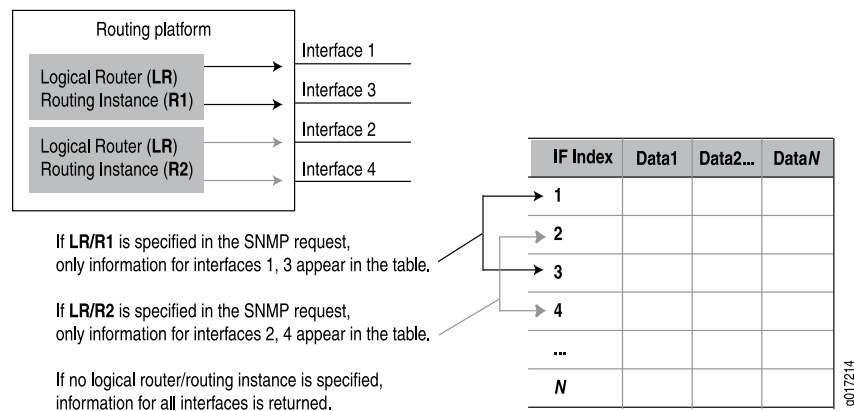 Routing platform
Logical Router (LR)
Routing Instance (R1)
Logical Router (LR)
Routing Instance (R2)
Interface 1
Interface 3
Interface 2
Interface 4
If LR/R1 is specified in the SNMP request,
only information for interfaces 1, 3 appear in the table.
If LR/R2 is specified in the SNMP request,
only information for interfaces 2, 4 appear in the table.
If no logical router/routing instance is specified,
information for all interfaces is returned.
IF Index Data1 Data2... DataN
1
2
3
4
...
N
g017214